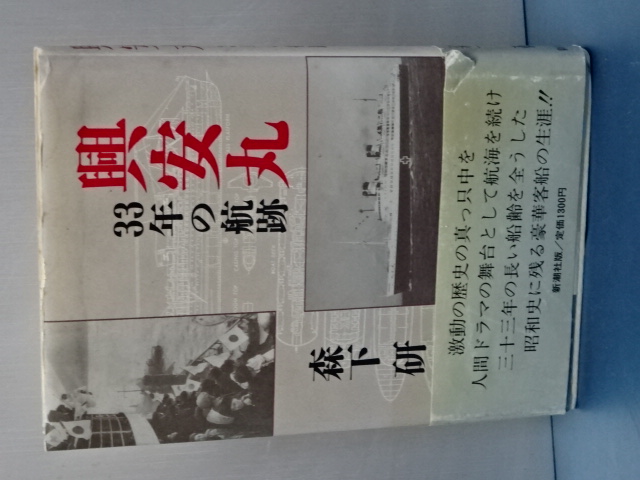 興安丸
33年の航跡
森下研
激動の歴史の真っ只中を
人間ドラマの舞台として航海を続け
三十三年の長い船齢を全うした
昭和史に残る豪華客船の生涯!!
新潮社版/定価1300円